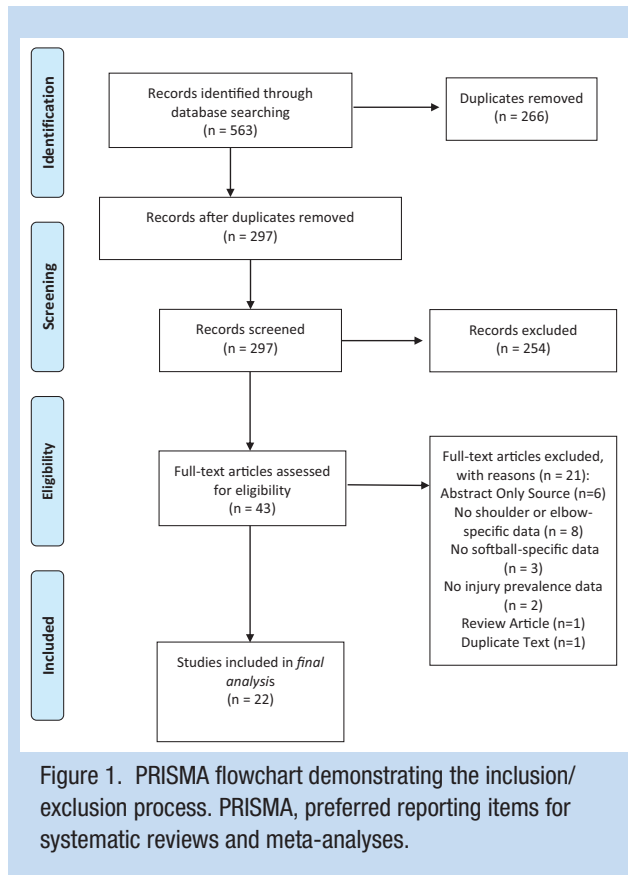 Identification
Records identified through
database searching
(n = 563)
Duplicates removed
(n = 266)
Records after duplicates removed
(n = 297)
Screening
Records screened
(n = 297)
Records excluded
(n = 254)
Eligibility
Full-text articles assessed
for eligibility
(n = 43)
Full-text articles excluded,
with reasons (n = 21):
Abstract Only Source (n=6)
No shoulder or elbow-
specific data (n = 8)
No softball-specific data
(n = 3)
No injury prevalence data
(n = 2)
Review Article (n=1)
Duplicate Text (n=1)
Included
Studies included in final
analysis
(n = 22)
Figure 1. PRISMA flowchart demonstrating the inclusion/
exclusion process. PRISMA, preferred reporting items for
systematic reviews and meta-analyses.